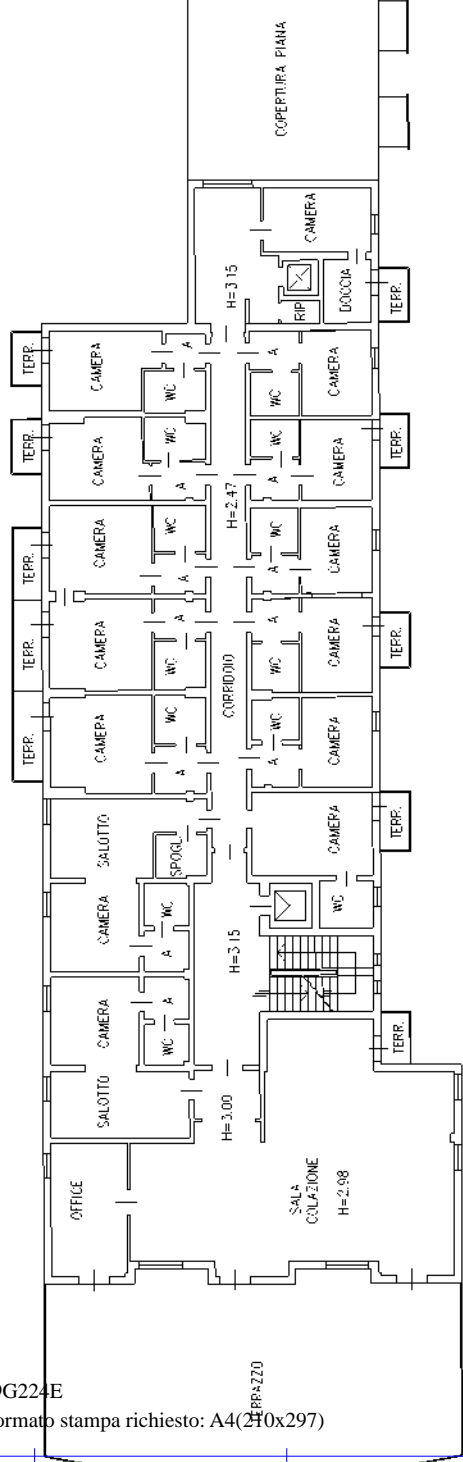 COPERTURA PIANA
CAMERA
H=3.15
RIP
DOCCIA
TERR.
TERR.
CAMERA
A
WC
A
WC
CAMERA
TERR.
CAMERA
WC
A
WC
A
CAMERA
TERR.
H=2.47
TERR.
CAMERA
WC
A
WC
A
CAMERA
TERR.
CAMERA
A
WC
A
WC
CAMERA
TERR.
CORRIDOIO
TERR.
CAMERA
WC
A
WC
A
CAMERA
SALOTTO
SPOGL.
CAMERA
TERR.
WC
CAMERA
WC
A
H=3.15
CAMERA
A
WC
SALOTTO
TERR.
H=3.00
OFFICE
SALA
COLAZIONE
H=2.98
TERRAZZO
G224E
ormato stampa richiesto: A4(210x297)